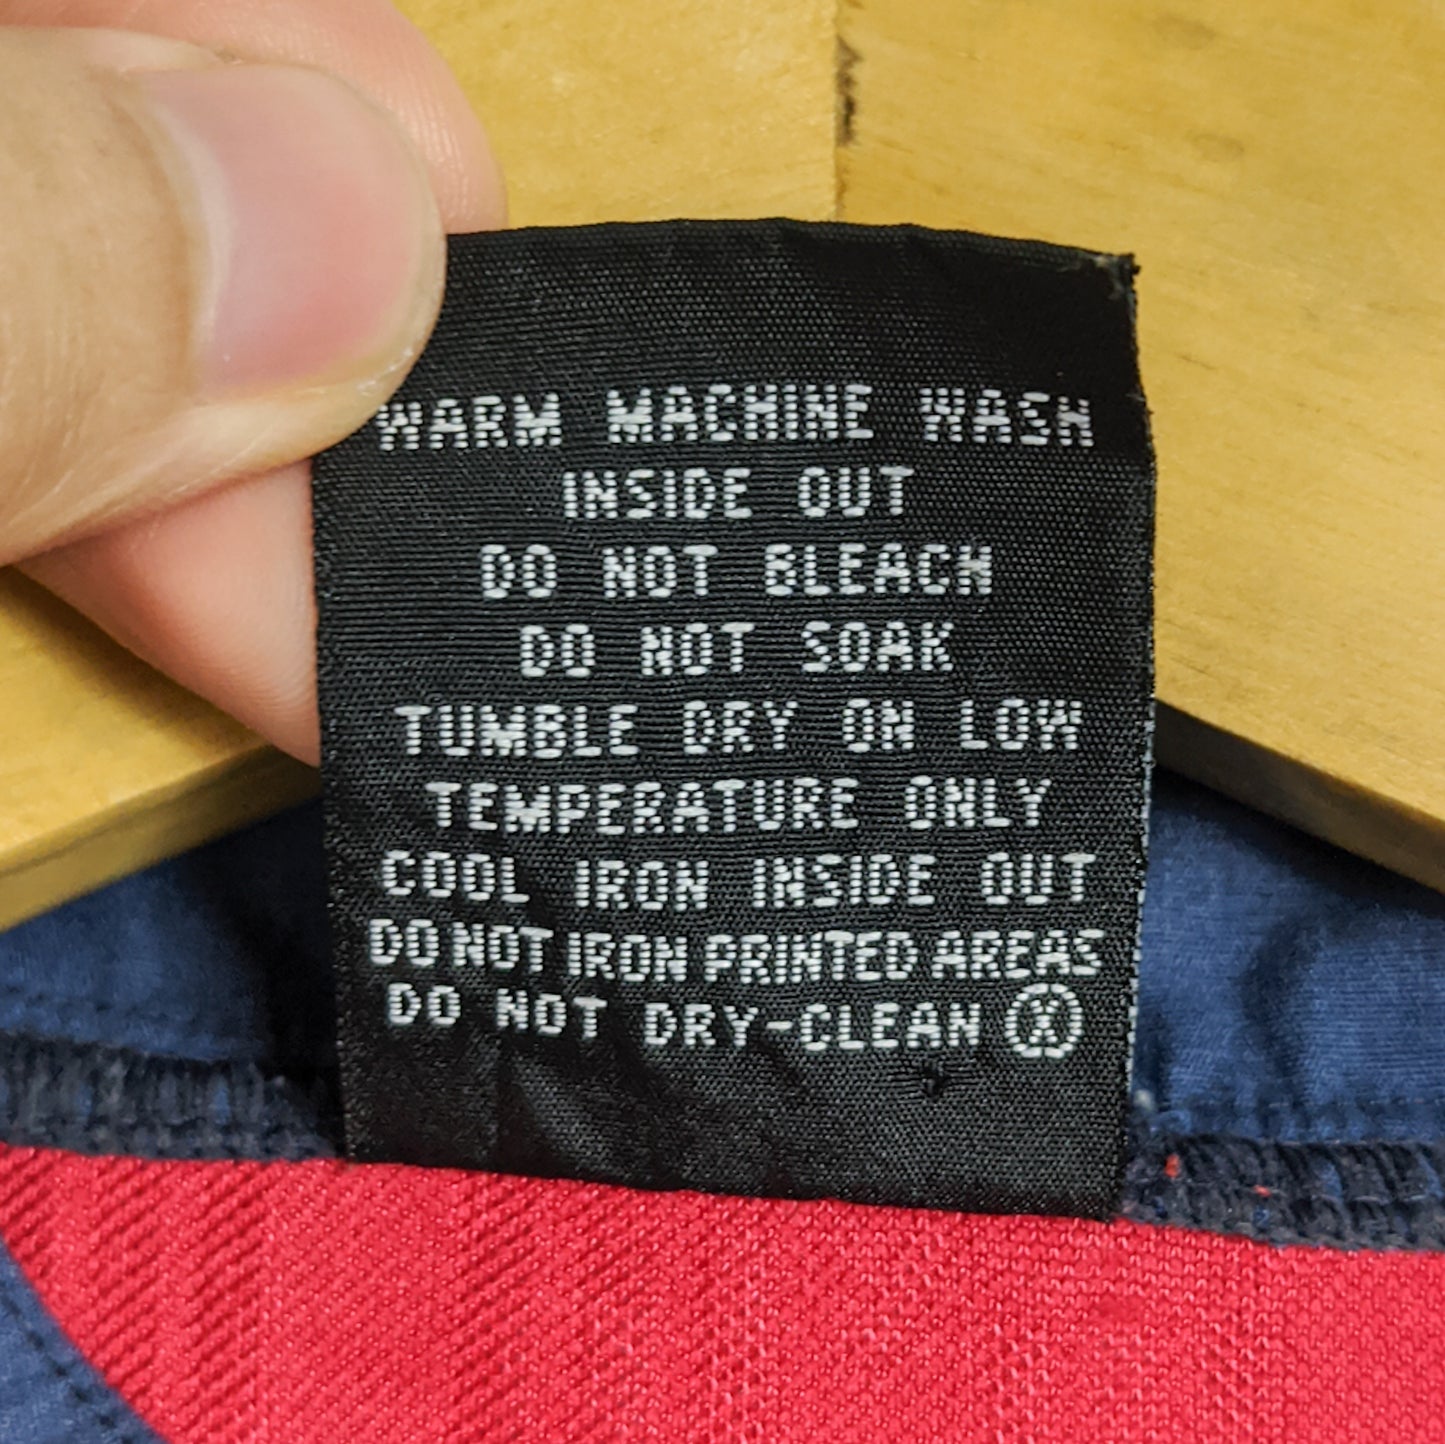 WARM MACHINE WASH
INSIDE OUT
DO NOT BLEACH
DO NOT SOAK
TUMBLE DRY ON LOW
TEMPERATURE ONLY
COOL IRON INSIDE OUT
DO NOT IRON PRINTED AREAS
DO NOT DRY-CLEAN